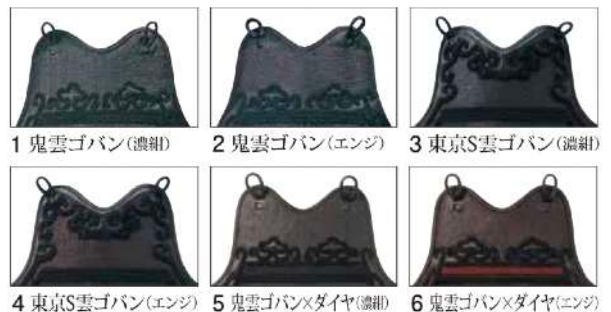 1 鬼雲ゴバン(濃紺)
2 鬼雲ゴバン(エンジ)
3 東京S雲ゴバン(濃紺)
4 東京S雲ゴバン(エンジ)
5 鬼雲ゴバン×ダイヤ(濃紺)
6 鬼雲ゴバン×ダイヤ(エンジ)